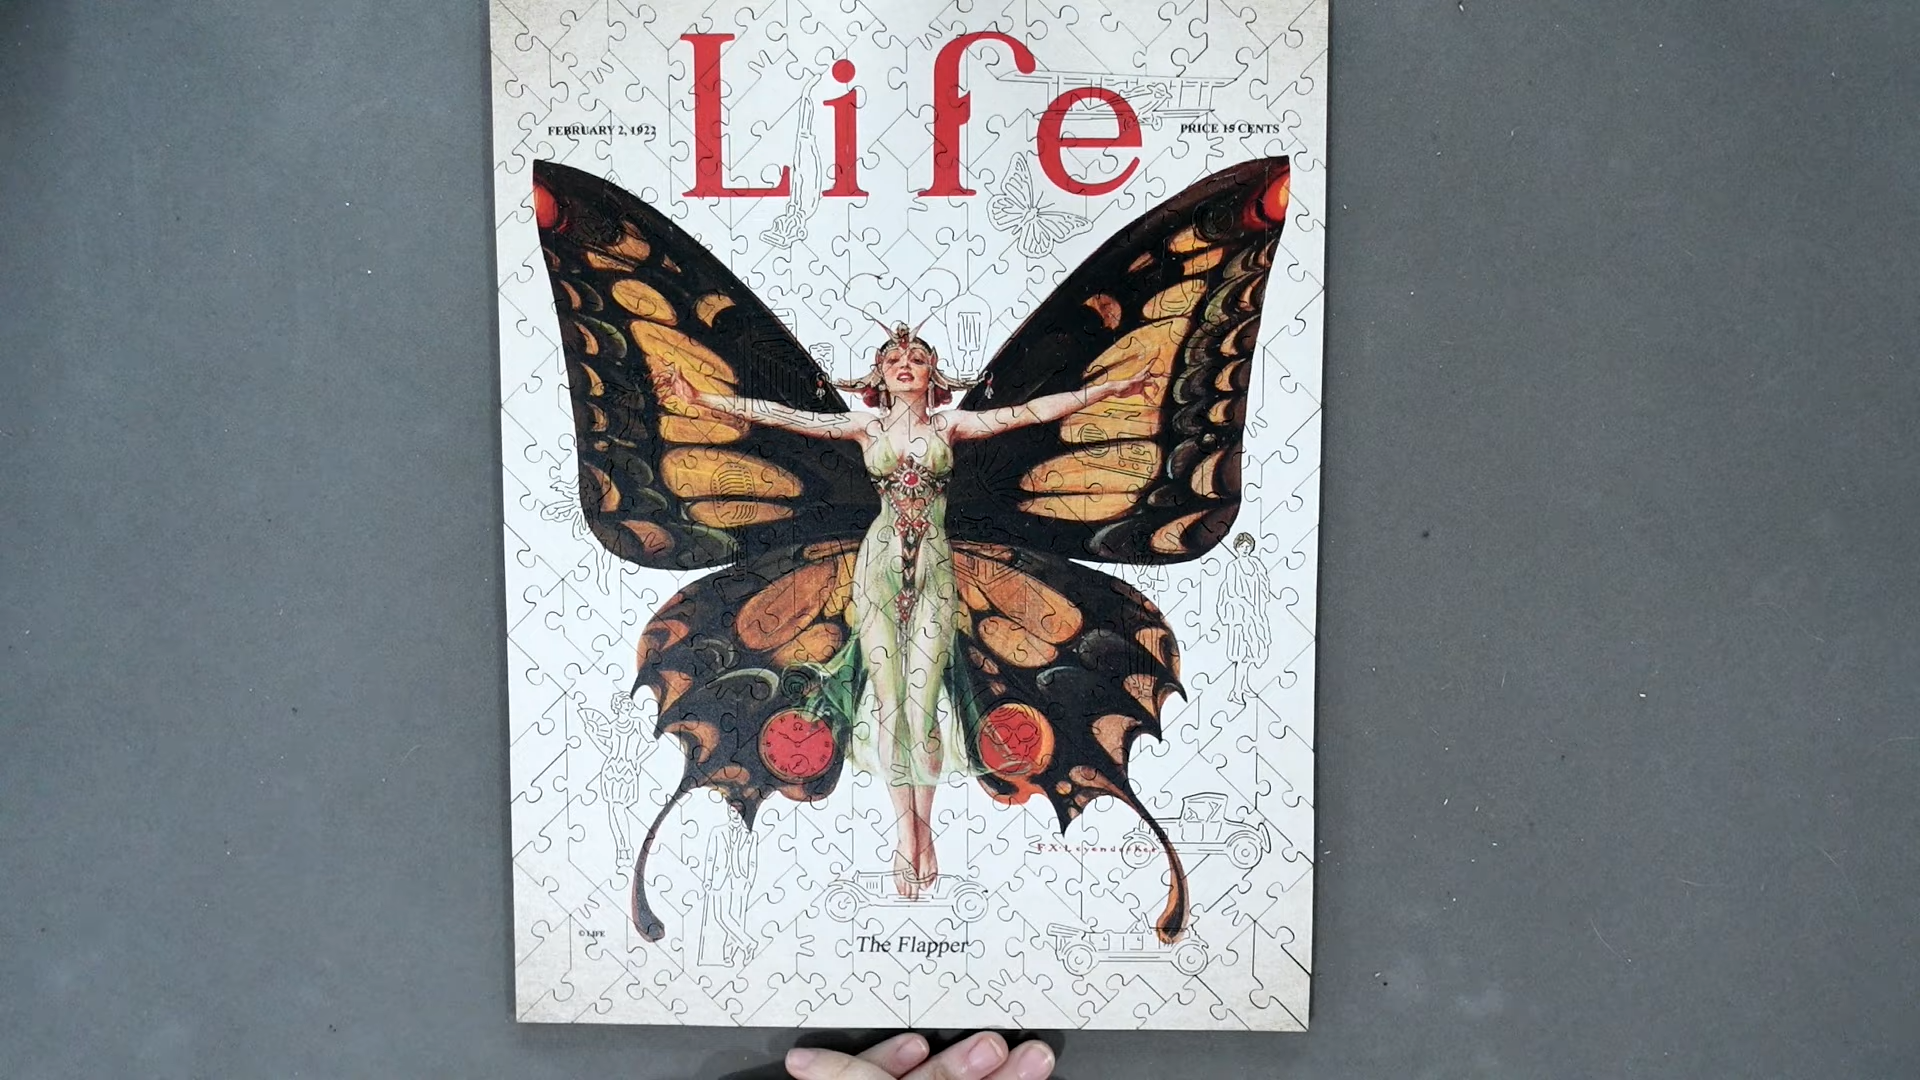 Life
FEBRUARY 2, 1922
PRICE 15 CENTS
F X Leyendecker
© LIFE
The Flapper